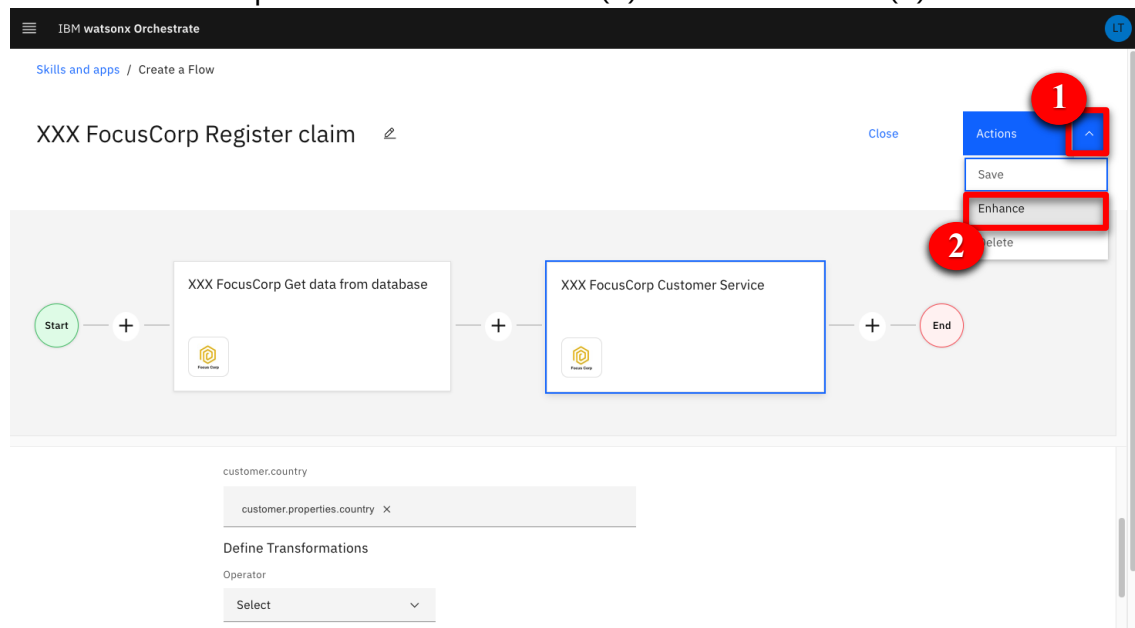 (1)
IBM watsonx Orchestrate
LT
Skills and apps / Create a Flow
1
XXX FocusCorp Register claim
Close
Actions
Save
Enhance
2
Delete
XXX FocusCorp Get data from database
XXX FocusCorp Customer Service
Start
+
+
+
End
Focus Corp
Focus Corp
customer.country
customer.properties.country ×
Define Transformations
Operator
Select